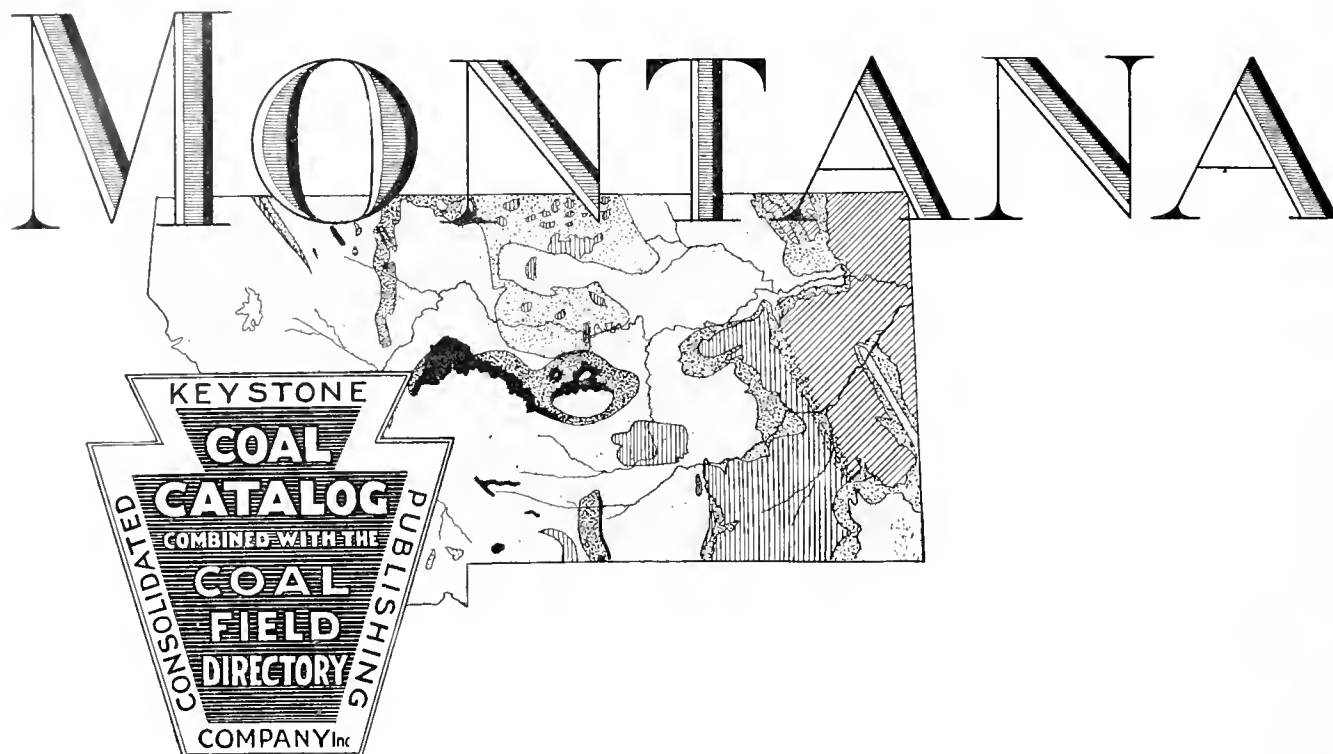 MONTANA
KEYSTONE
COAL
CATALOG
COMBINED WITH THE
COAL
FIELD
DIRECTORY
CONSOLIDATED
PUBLISHING
COMPANY Inc